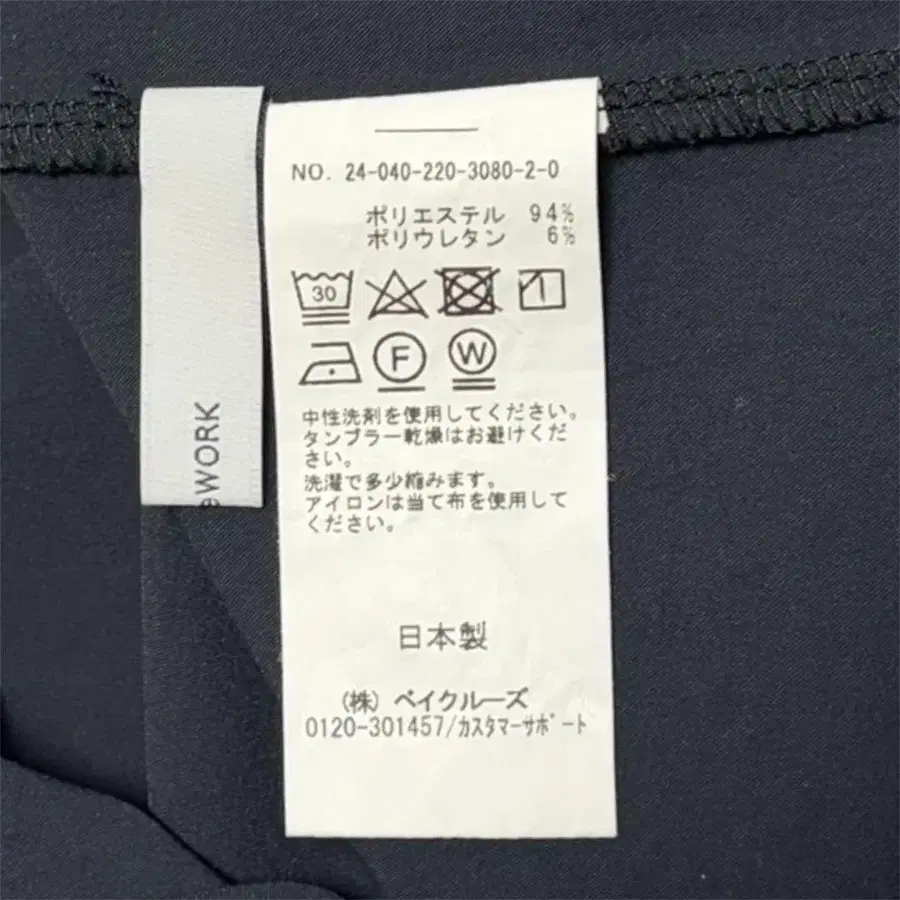 eWORK
NO. 24-040-220-3080-2-0
ポリエステル 94%
ポリウレタン 6%
30
F W
中性洗剤を使用してください。
タンブラー乾燥はお避けくだ
さい。
洗濯で多少縮みます。
アイロンは当て布を使用して
ください。
日本製
(株) ベイクルーズ
0120-301457/カスタマーサポート